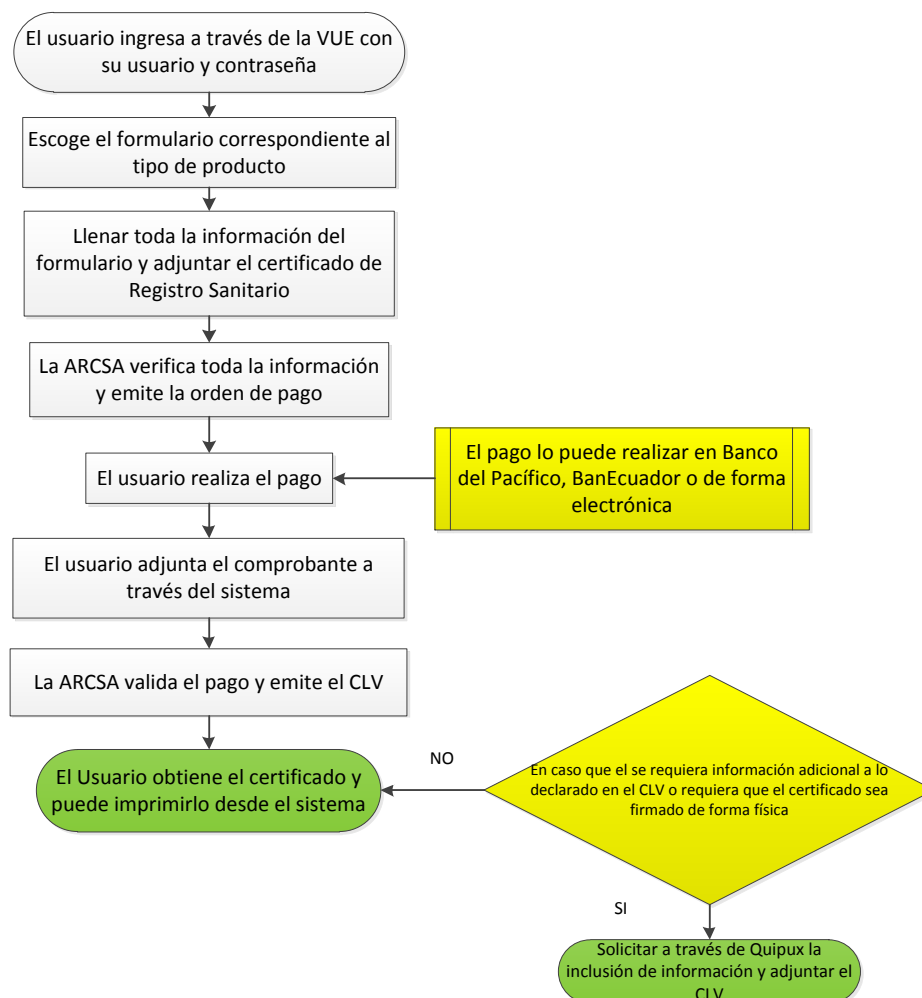 El usuario ingresa a través de la VUE con
su usuario y contraseña
Escoge el formulario correspondiente al
tipo de producto
Llenar toda la información del
formulario y adjuntar el certificado de
Registro Sanitario
La ARCSA verifica toda la información
y emite la orden de pago
El usuario realiza el pago
El pago lo puede realizar en Banco
del Pacífico, BanEcuador o de forma
electrónica
El usuario adjunta el comprobante a
través del sistema
La ARCSA valida el pago y emite el CLV
El Usuario obtiene el certificado y
puede imprimirlo desde el sistema
NO
En caso que el se requiera información adicional a lo
declarado en el CLV o requiera que el certificado sea
firmado de forma física
SI
Solicitar a través de Quipux la
inclusión de información y adjuntar el
CLV